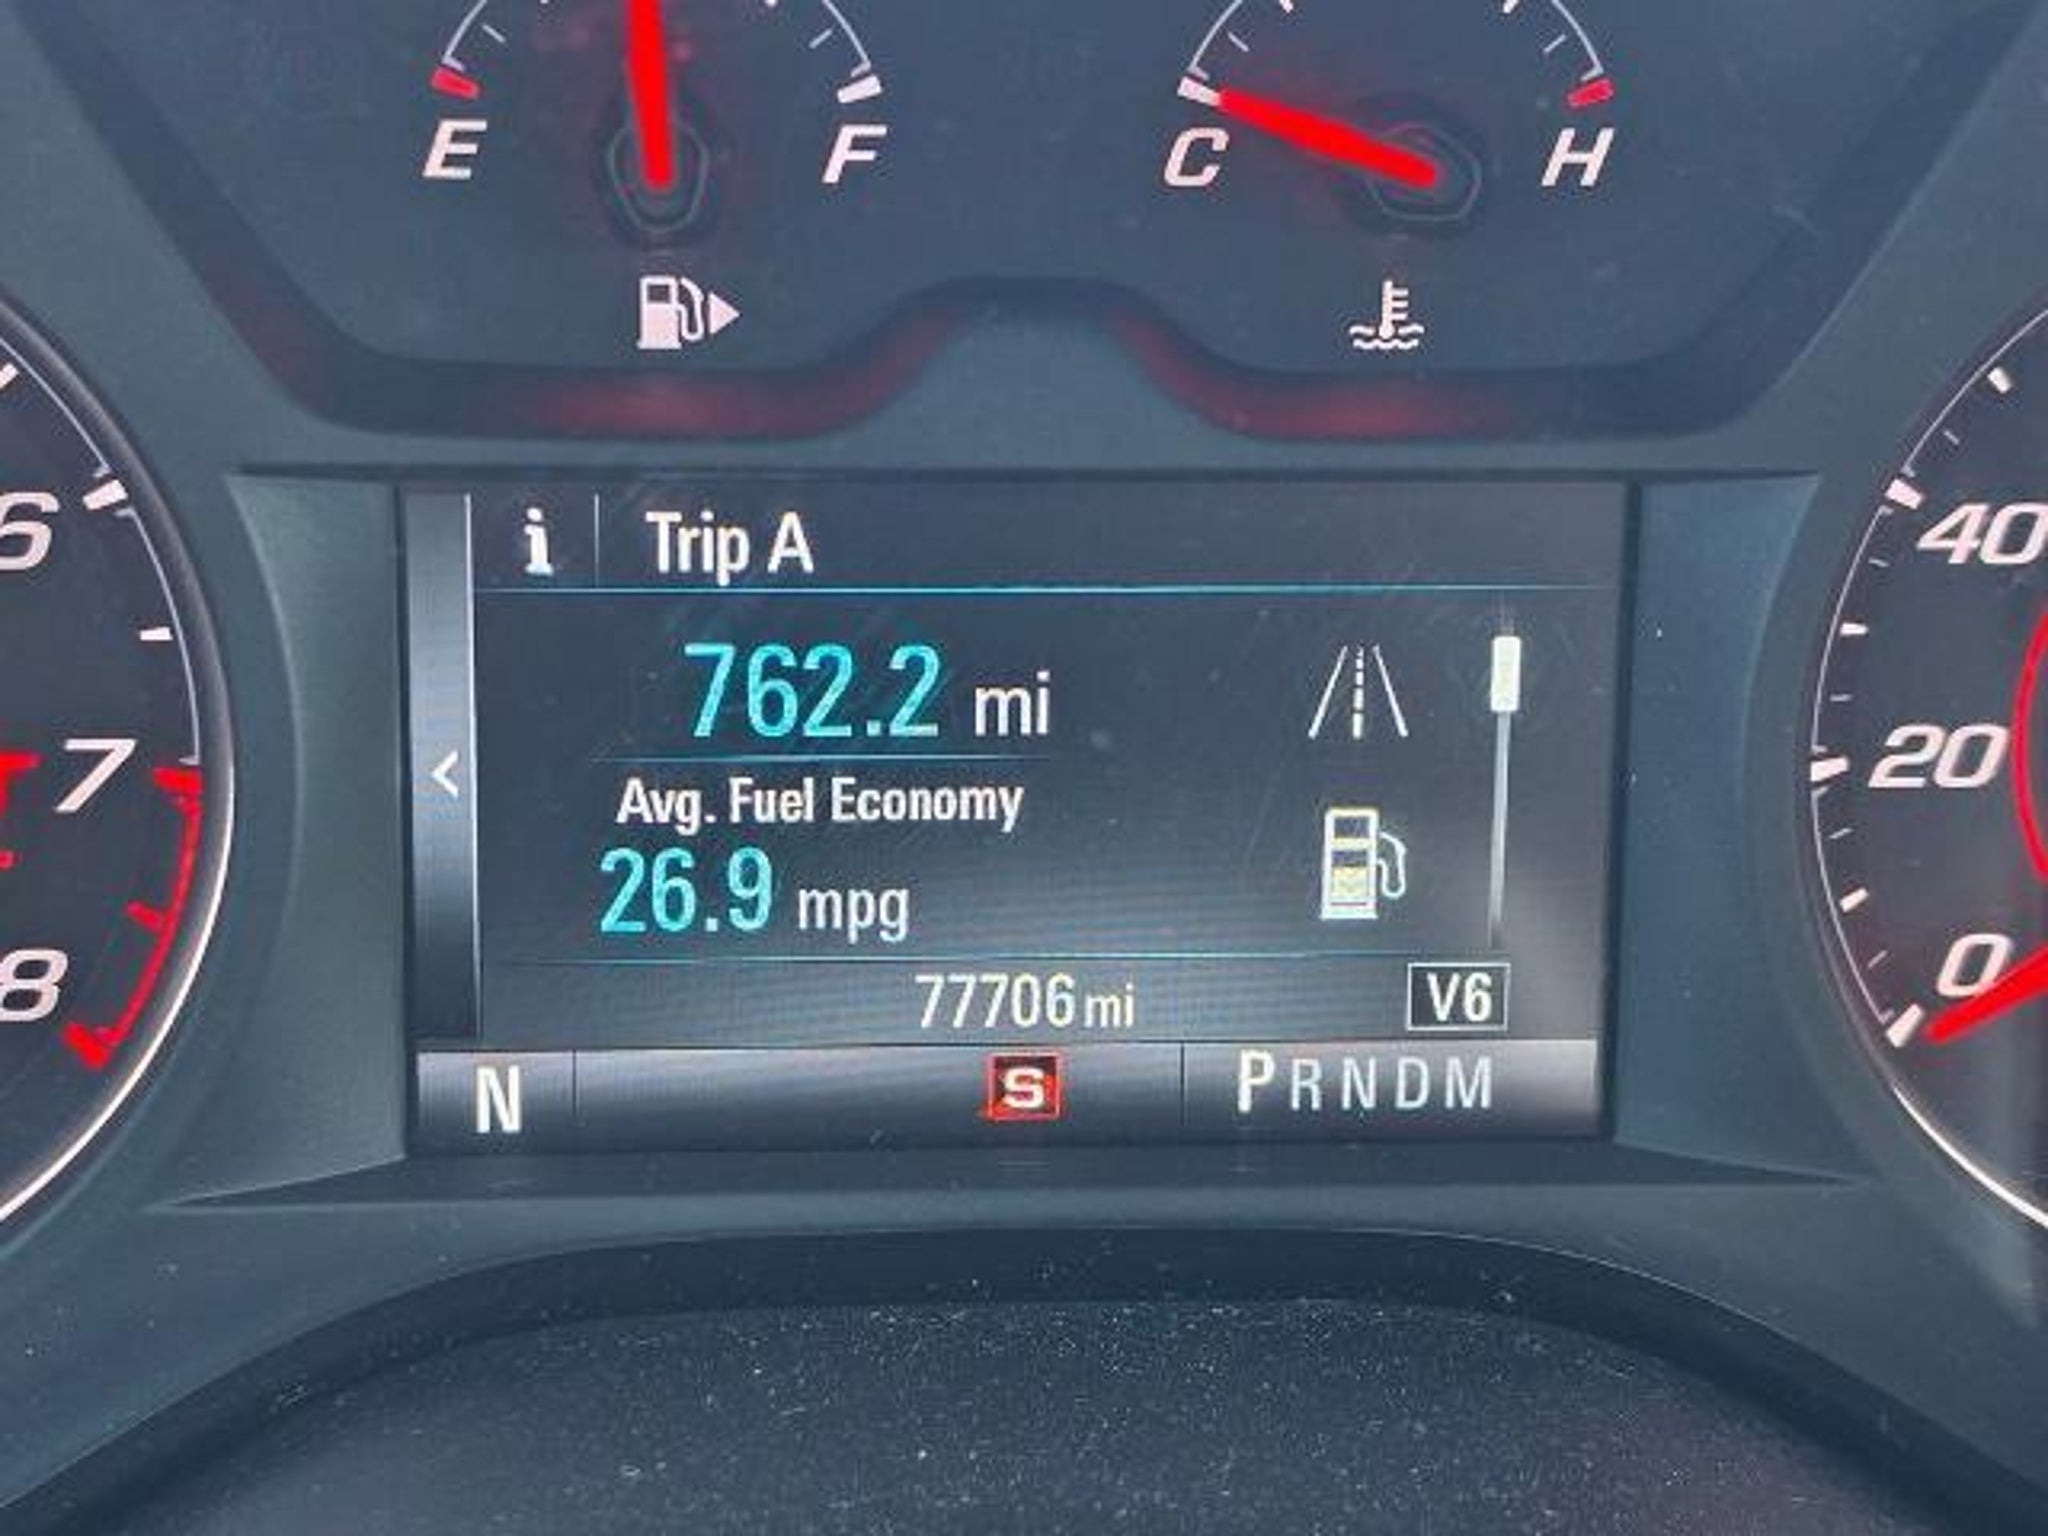 E F C H
i Trip A
6
40
762.2 mi
7
20
Avg. Fuel Economy
26.9 mpg
8
0
77706 mi V6
N S PRNDM